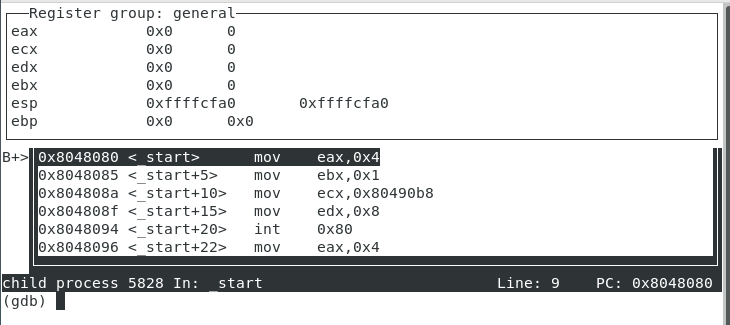 Register group: general
eax 0x0 0
ecx 0x0 0
edx 0x0 0
ebx 0x0 0
esp 0xffffcfa0 0xffffcfa0
ebp 0x0 0x0
B+> 0x8048080 <_start> mov eax,0x4
0x8048085 <_start+5> mov ebx,0x1
0x804808a <_start+10> mov ecx,0x80490b8
0x804808f <_start+15> mov edx,0x8
0x8048094 <_start+20> int 0x80
0x8048096 <_start+22> mov eax,0x4
child process 5828 In: _start Line: 9 PC: 0x8048080
(gdb)